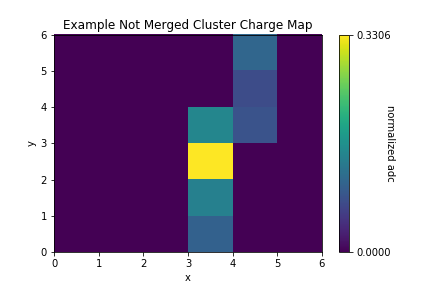 Example Not Merged Cluster Charge Map
6
5
4
3
2
1
0
y
0 1 2 3 4 5 6
x
0.3306
0.0000
normalized adc